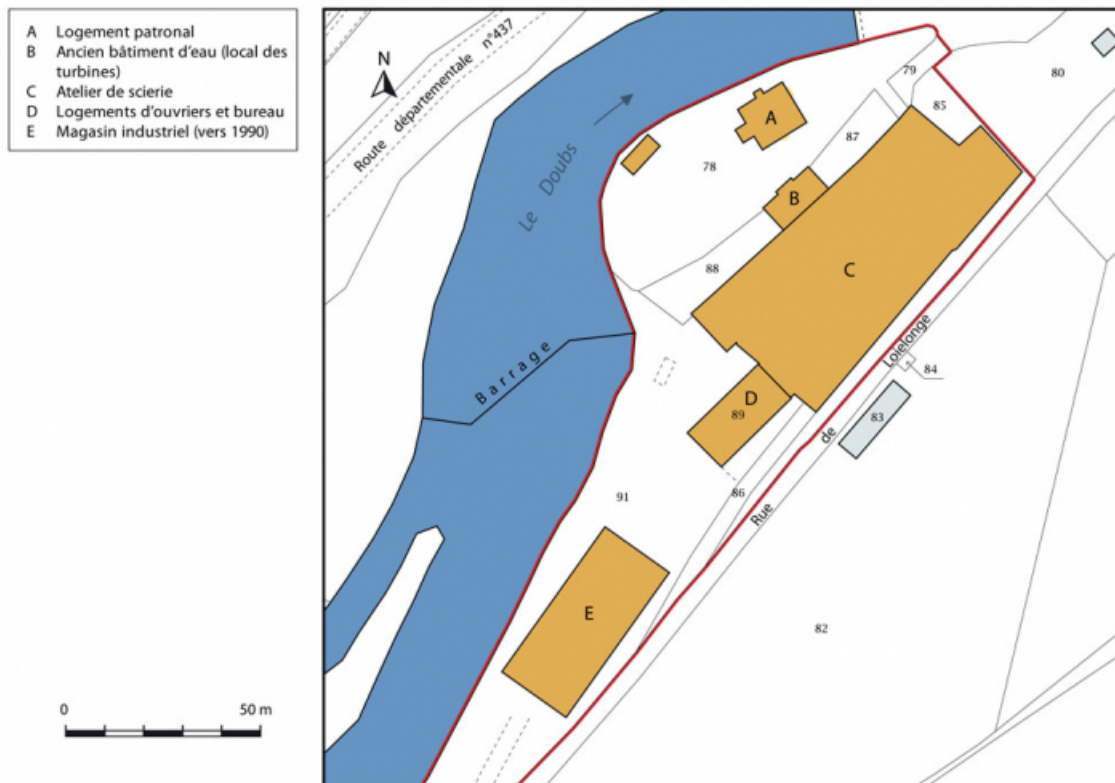 A Logement patronal
B Ancien bâtiment d'eau (local des
turbines)
C Atelier de scierie
D Logements d'ouvriers et bureau
E Magasin industriel (vers 1990)
0 50 m
N
Route départementale n°437
Le Doubs
Barrage
79
80
85
A
87
78
B
88
C
Rue de Loielonge
84
D
89
83
86
91
E
82